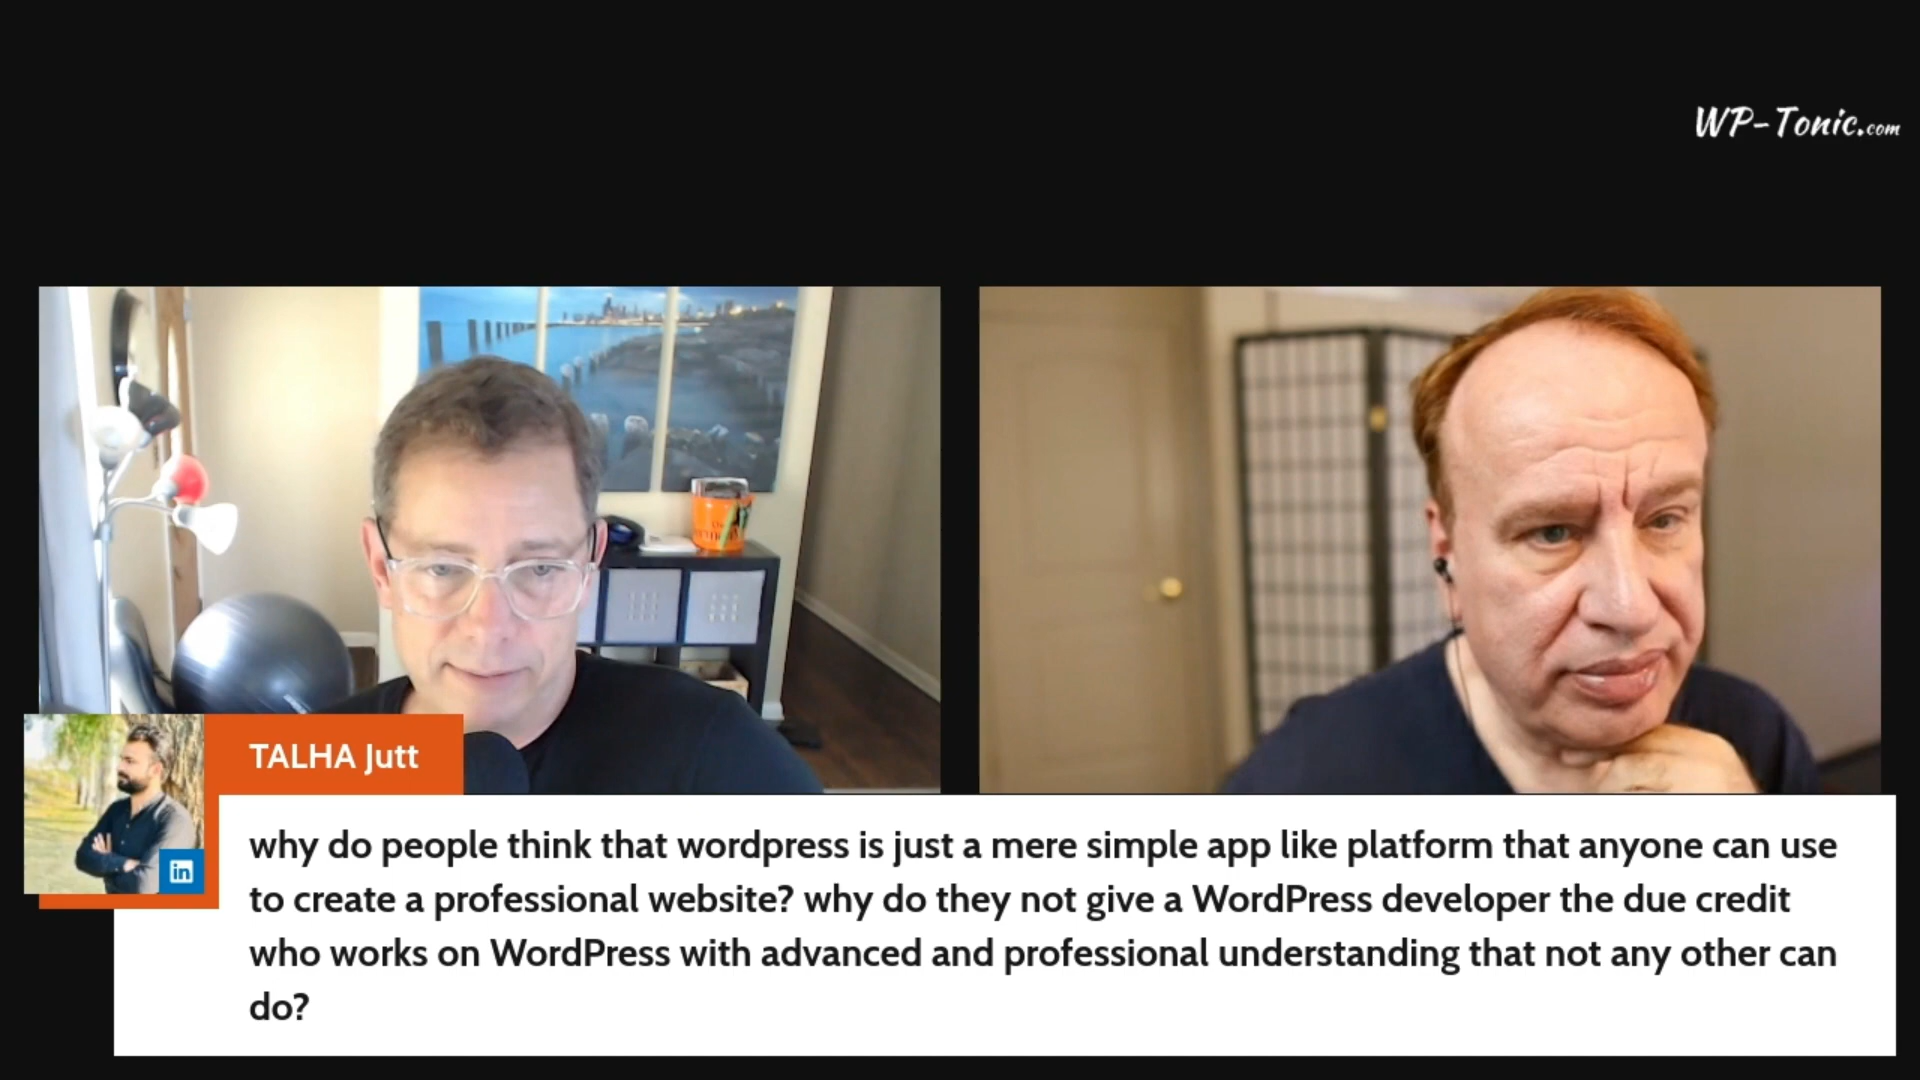 WP-Tonic.com
TALHA Jutt
in
why do people think that wordpress is just a mere simple app like platform that anyone can use
to create a professional website? why do they not give a WordPress developer the due credit
who works on WordPress with advanced and professional understanding that not any other can
do?